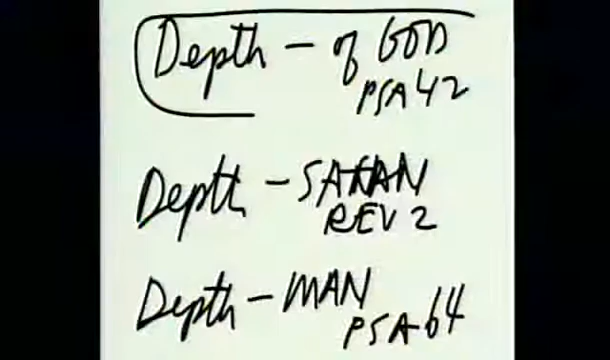 Depth - of GOD
PSA 42
Depth - SATAN
REV 2
Depth - MAN
PSA 64